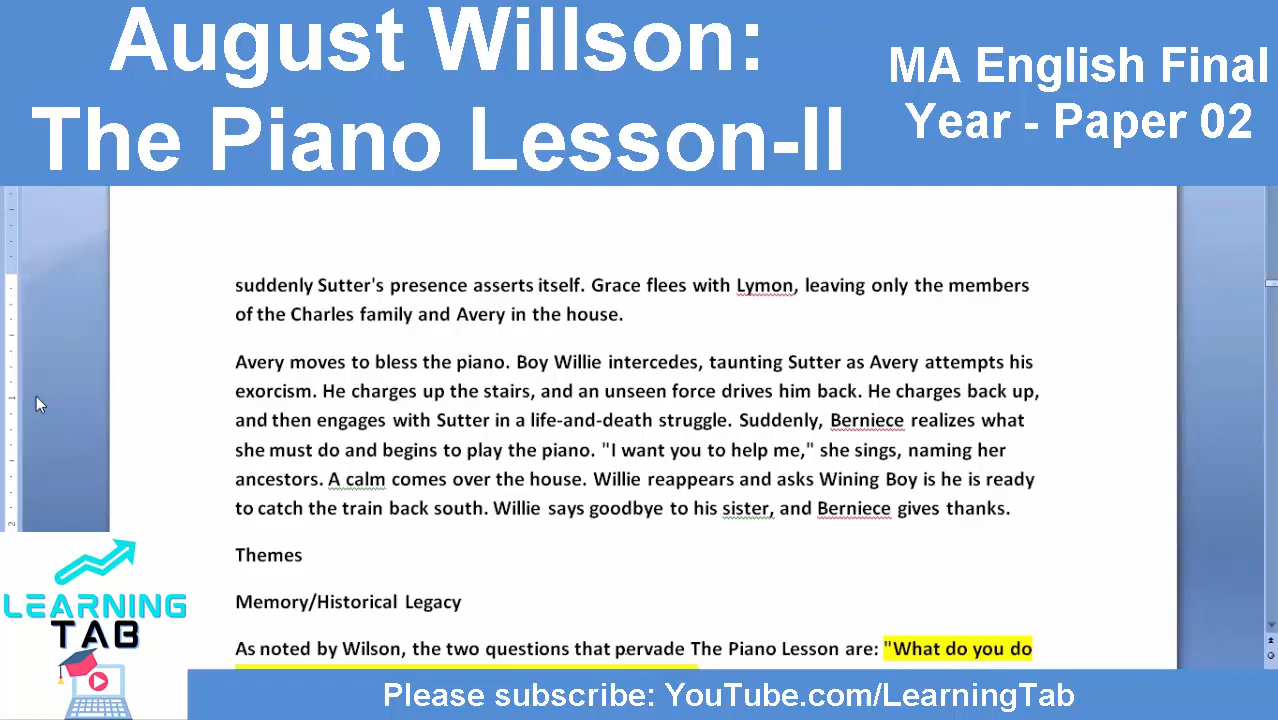 August Willson:
The Piano Lesson-II
MA English Final
Year - Paper 02
suddenly Sutter's presence asserts itself. Grace flees with Lymon, leaving only the members
of the Charles family and Avery in the house.
Avery moves to bless the piano. Boy Willie intercedes, taunting Sutter as Avery attempts his
exorcism. He charges up the stairs, and an unseen force drives him back. He charges back up,
and then engages with Sutter in a life-and-death struggle. Suddenly, Berniece realizes what
she must do and begins to play the piano. "I want you to help me," she sings, naming her
ancestors. A calm comes over the house. Willie reappears and asks Wining Boy is he is ready
to catch the train back south. Willie says goodbye to his sister, and Berniece gives thanks.
Themes
Memory/Historical Legacy
As noted by Wilson, the two questions that pervade The Piano Lesson are: "What do you do
LEARNING
TAB
Please subscribe: YouTube.com/LearningTab